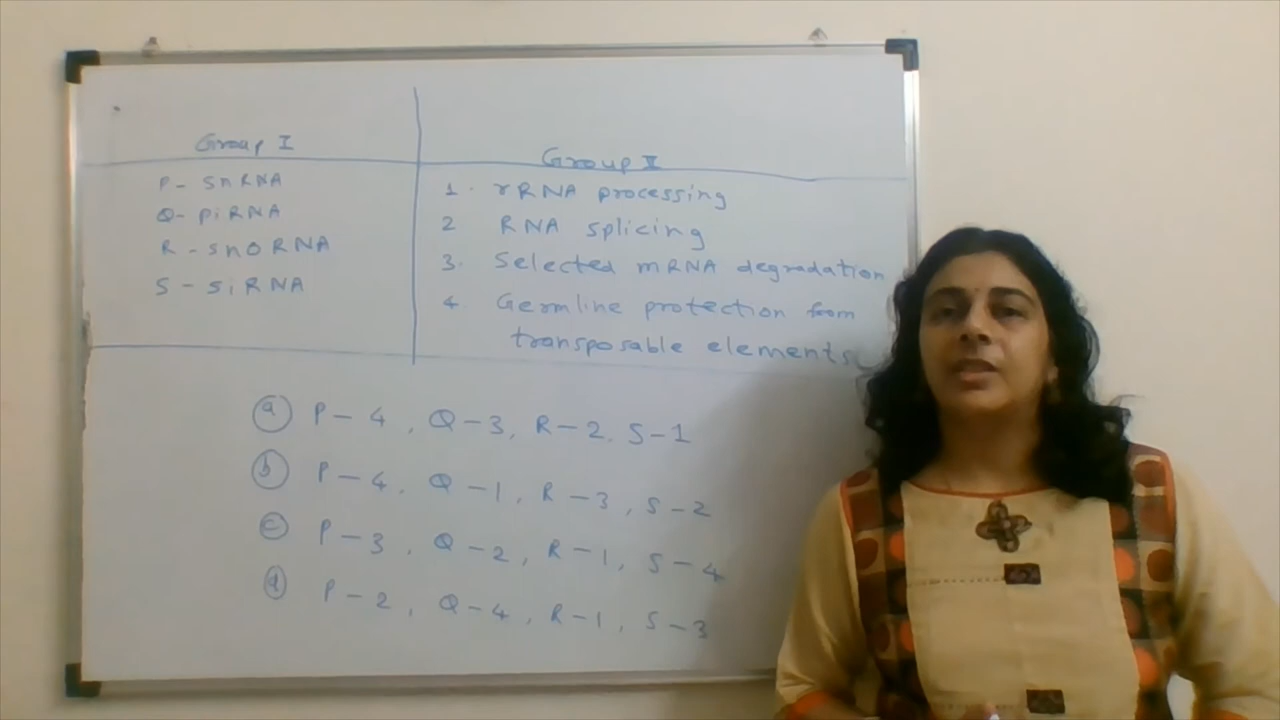 Group I
P - SnRNA
Q- PiRNA
R - SnORNA
S - SiRNA
Group II
1. rRNA processing
2 RNA splicing
3. Selected mRNA degradation
4 Germline protection from
transposable elements
a P - 4, Q - 3, R - 2, S - 1
b P - 4, Q - 1, R - 3, S - 2
c P - 3, Q - 2, R - 1, S - 4
d P - 2, Q - 4, R - 1, S - 3